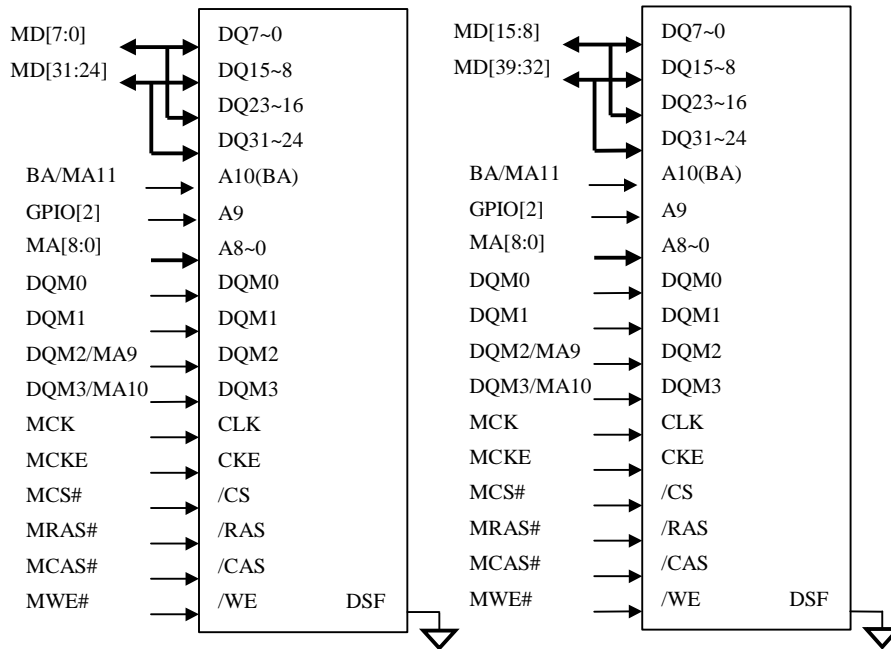 MD[7:0] DQ7~0
MD[31:24] DQ15~8
DQ23~16
DQ31~24
BA/MA11 A10(BA)
GPIO[2] A9
MA[8:0] A8~0
DQM0 DQM0
DQM1 DQM1
DQM2/MA9 DQM2
DQM3/MA10 DQM3
MCK CLK
MCKE CKE
MCS# /CS
MRAS# /RAS
MCAS# /CAS
MWE# /WE DSF
MD[15:8] DQ7~0
MD[39:32] DQ15~8
DQ23~16
DQ31~24
BA/MA11 A10(BA)
GPIO[2] A9
MA[8:0] A8~0
DQM0 DQM0
DQM1 DQM1
DQM2/MA9 DQM2
DQM3/MA10 DQM3
MCK CLK
MCKE CKE
MCS# /CS
MRAS# /RAS
MCAS# /CAS
MWE# /WE DSF